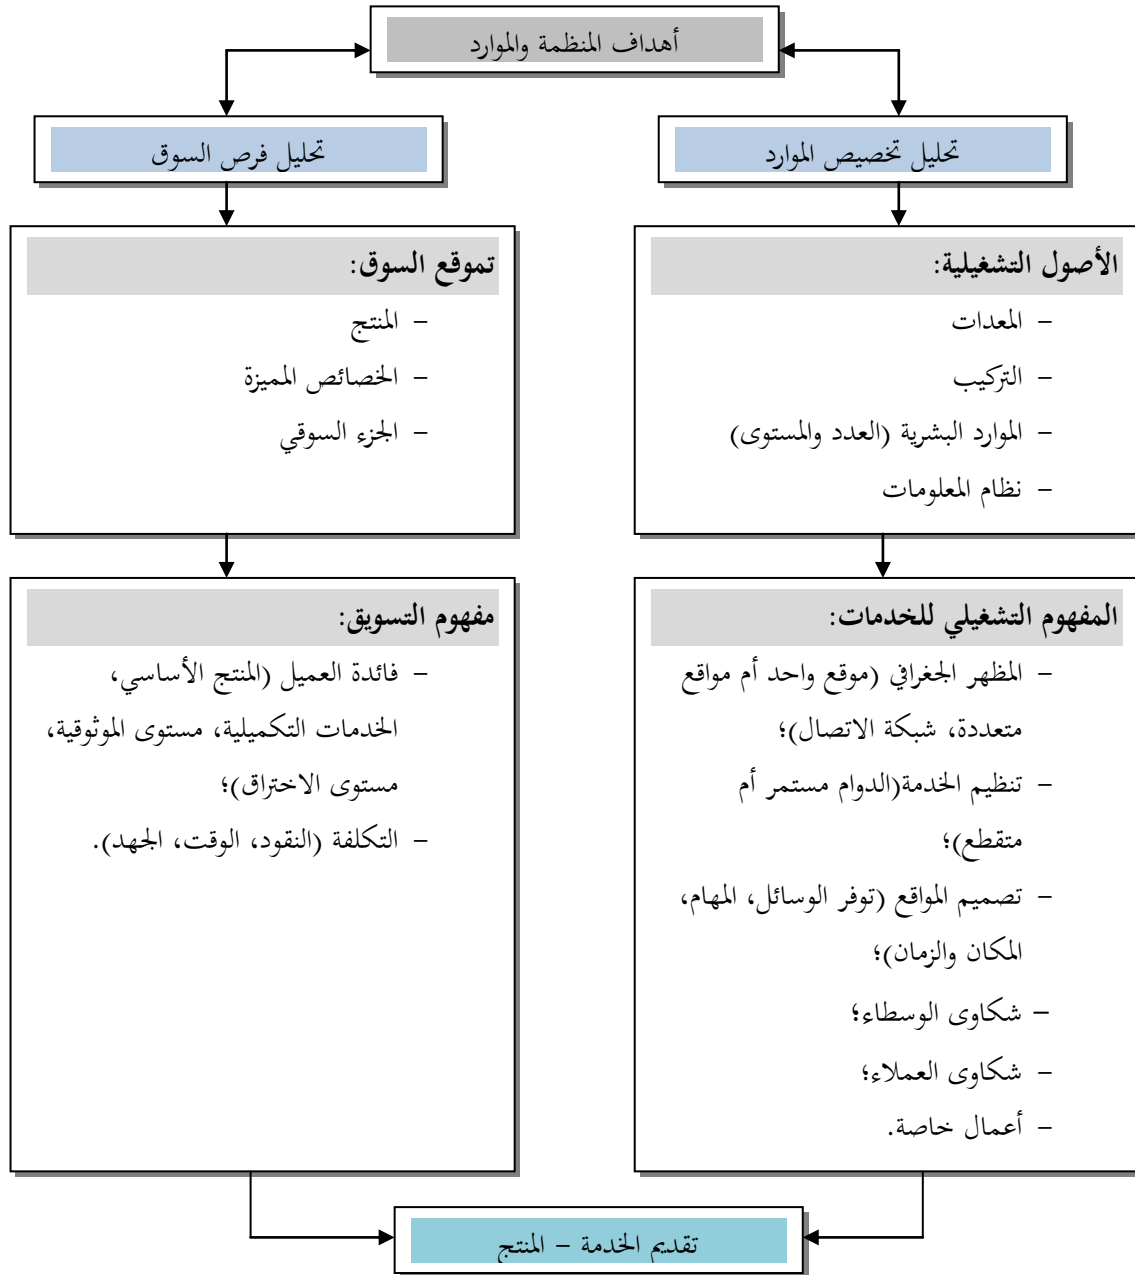 أهداف المنظمة والموارد
تحليل تخصيص الموارد
تحليل فرص السوق
الأصول التشغيلية:
– المعدات
– التركيب
– الموارد البشرية (العدد والمستوى)
– نظام المعلومات
تموقع السوق:
– المنتج
– الخصائص المميزة
– الجزء السوقي
المفهوم التشغيلي للخدمات:
– المظهر الجغرافي (موقع واحد أم مواقع
متعددة، شبكة الاتصال)؛
– تنظيم الخدمة(الدوام مستمر أم
متقطع)؛
– تصميم المواقع (توفر الوسائل، المهام،
المكان والزمان)؛
– شكاوى الوسطاء؛
– شكاوى العملاء؛
– أعمال خاصة.
مفهوم التسويق:
– فائدة العميل (المنتج الأساسي،
الخدمات التكميلية، مستوى الموثوقية،
مستوى الاختراق)؛
– التكلفة (النقود، الوقت، الجهد).
تقديم الخدمة – المنتج